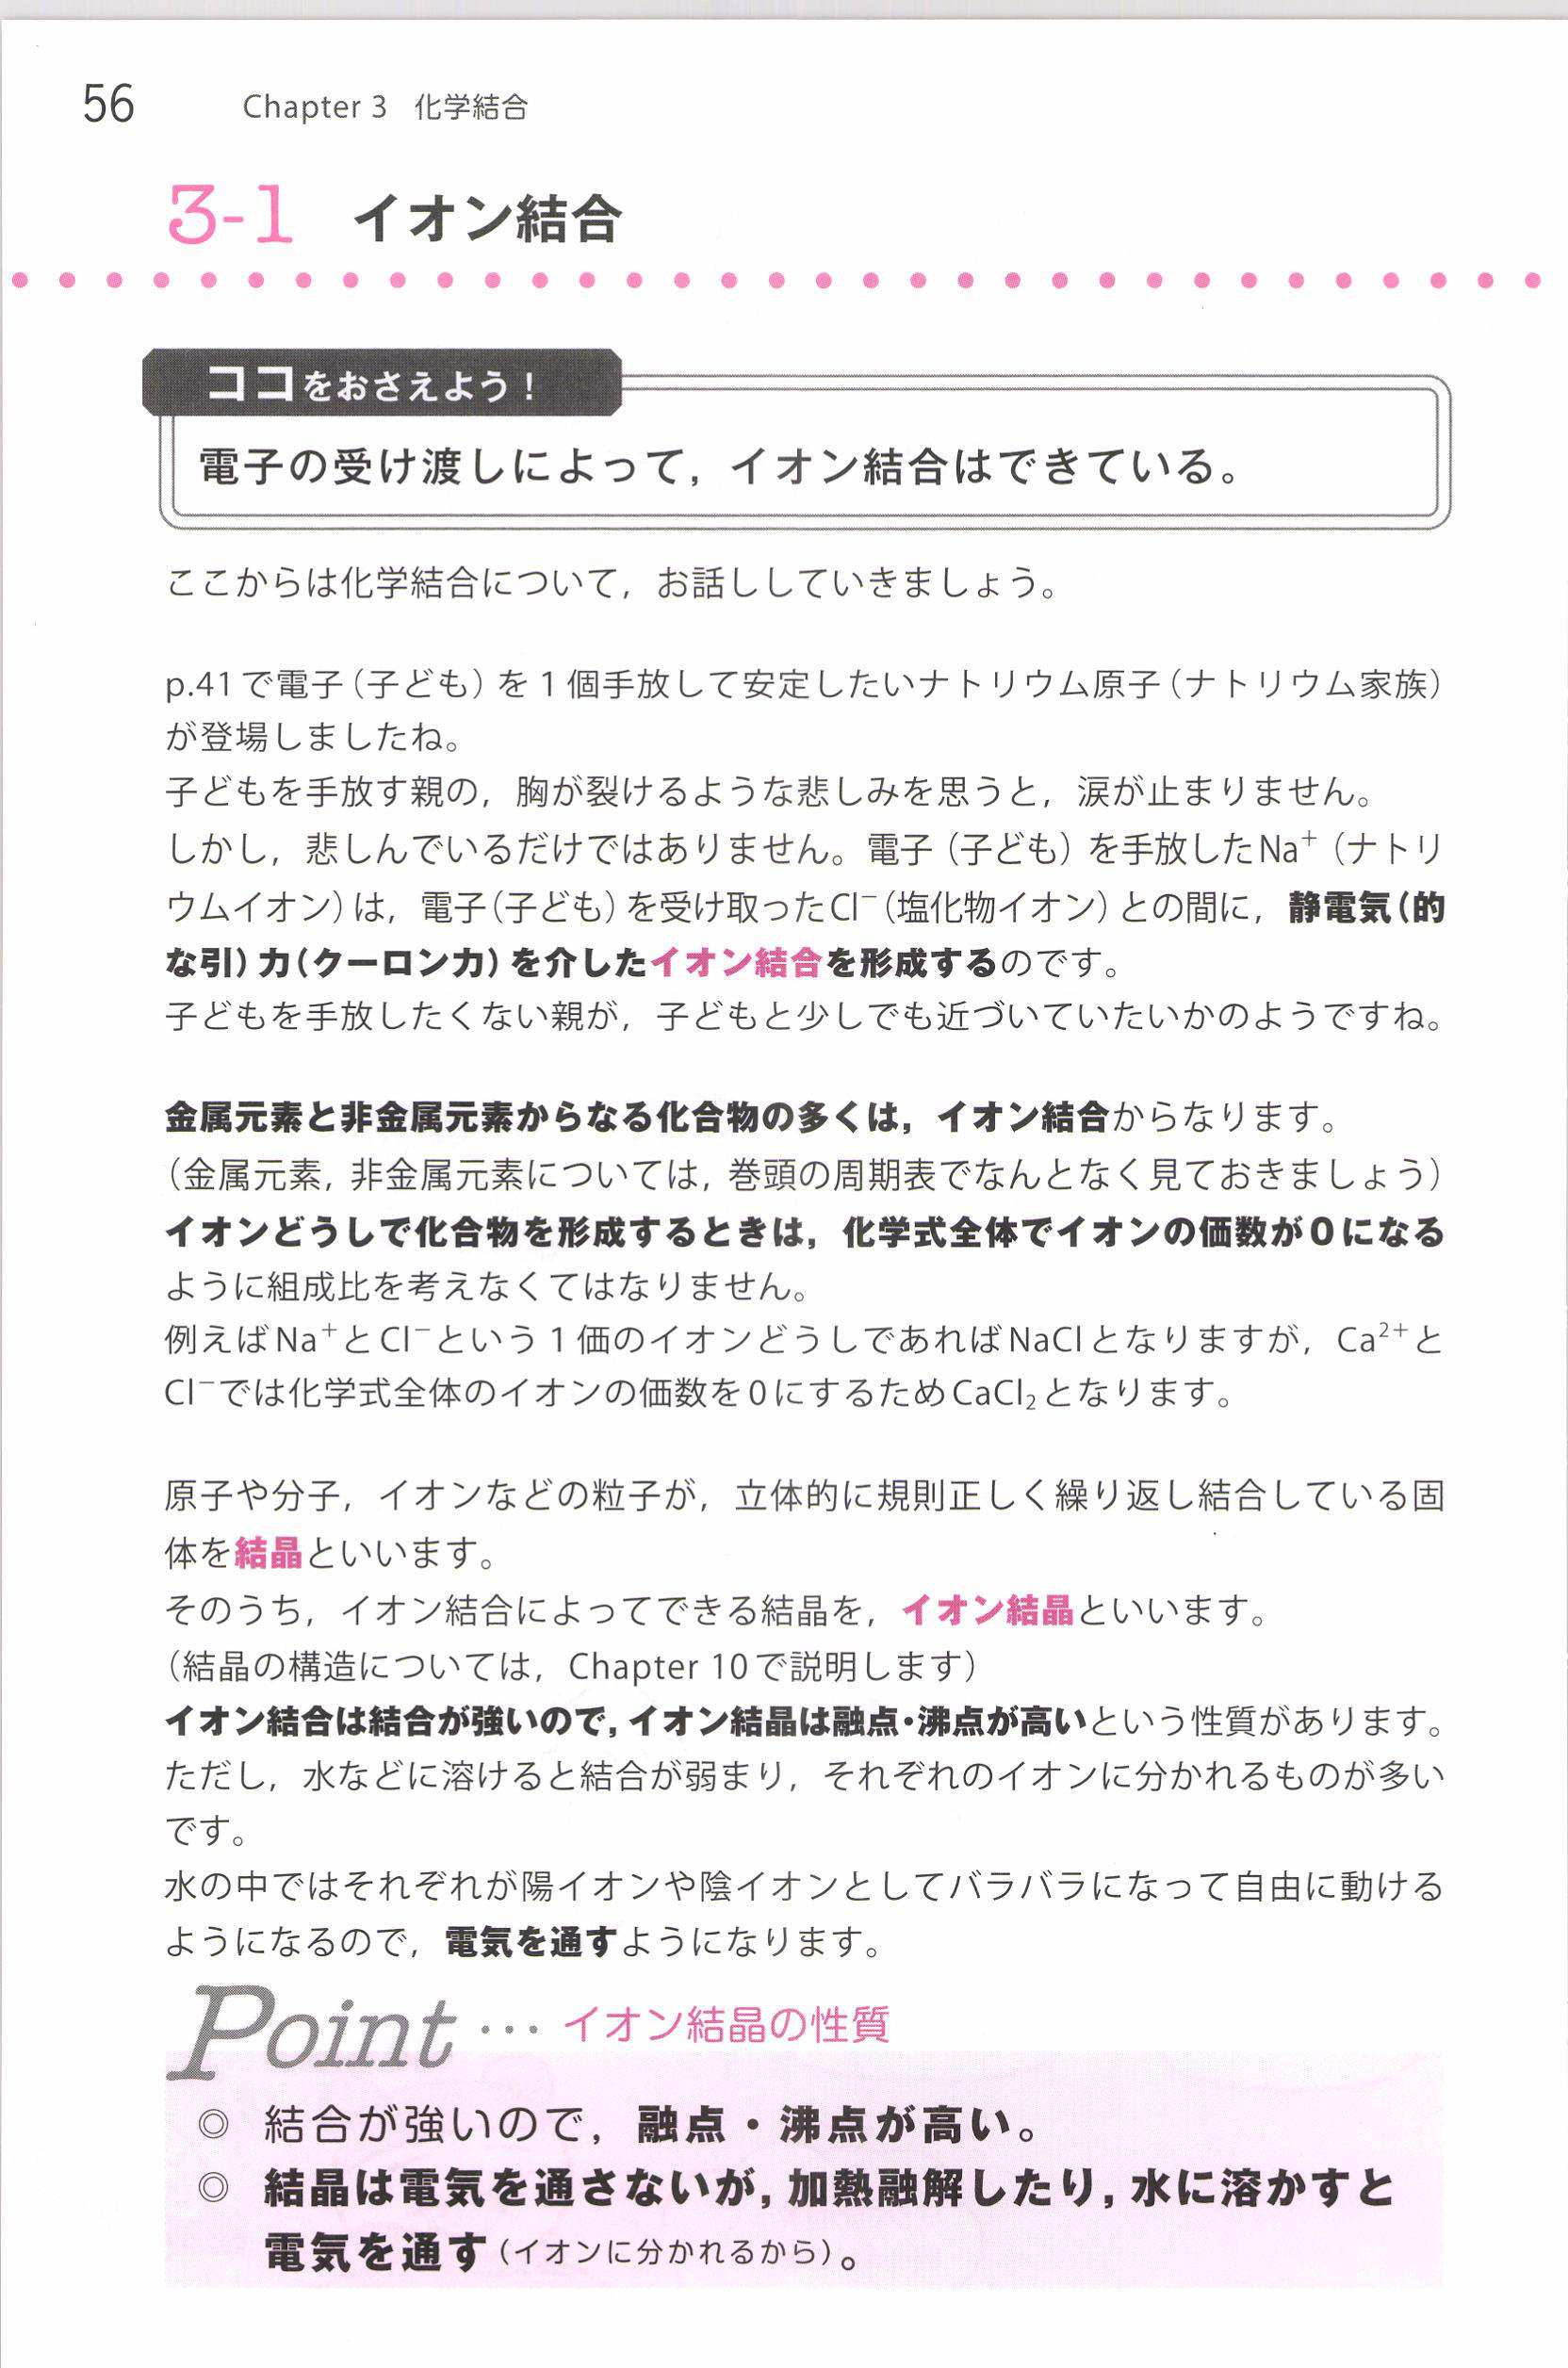 56 Chapter 3 化学結合
3-1 イオン結合
ココをおさえよう！
電子の受け渡しによって，イオン結合はできている。
ここからは化学結合について，お話ししていきましょう。
p.41で電子（子ども）を1個手放して安定したいナトリウム原子（ナトリウム家族）
が登場しましたね。
子どもを手放す親の，胸が裂けるような悲しみを思うと，涙が止まりません。
しかし，悲しんでいるだけではありません。電子（子ども）を手放したNa⁺（ナトリ
ウムイオン）は，電子（子ども）を受け取ったCl⁻（塩化物イオン）との間に，静電気（的
な引）力（クーロン力）を介したイオン結合を形成するのです。
子どもを手放したくない親が，子どもと少しでも近づいていたいかのようですね。
金属元素と非金属元素からなる化合物の多くは，イオン結合からなります。
（金属元素，非金属元素については，巻頭の周期表でなんとなく見ておきましょう）
イオンどうしで化合物を形成するときは，化学式全体でイオンの価数が0になる
ように組成比を考えなくてはなりません。
例えばNa⁺とCl⁻という1価のイオンどうしであればNaClとなりますが，Ca²⁺と
Cl⁻では化学式全体のイオンの価数を0にするためCaCl₂となります。
原子や分子，イオンなどの粒子が，立体的に規則正しく繰り返し結合している固
体を結晶といいます。
そのうち，イオン結合によってできる結晶を，イオン結晶といいます。
（結晶の構造については，Chapter 10で説明します）
イオン結合は結合が強いので，イオン結晶は融点・沸点が高いという性質があります。
ただし，水などに溶けると結合が弱まり，それぞれのイオンに分かれるものが多い
です。
水の中ではそれぞれが陽イオンや陰イオンとしてバラバラになって自由に動ける
ようになるので，電気を通すようになります。
Point … イオン結晶の性質
◎ 結合が強いので，融点・沸点が高い。
◎ 結晶は電気を通さないが，加熱融解したり，水に溶かすと
電気を通す（イオンに分かれるから）。